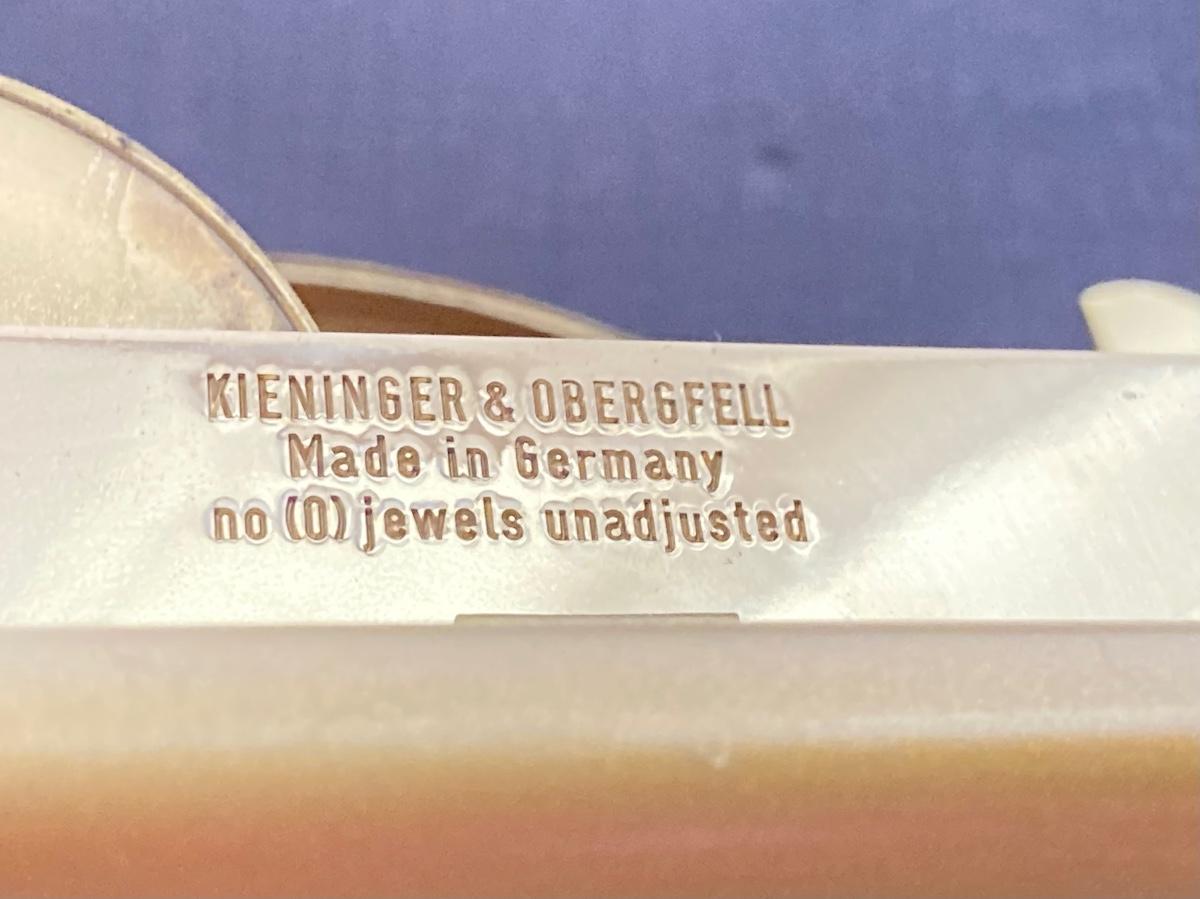 KIENINGER & OBERGFELL
Made in Germany
no (0) jewels unadjusted